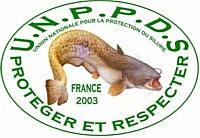 U.N.P.P.D.S
UNION NATIONALE POUR LA PROTECTION DU SILURE
FRANCE
2003
PROTEGER ET RESPECTER